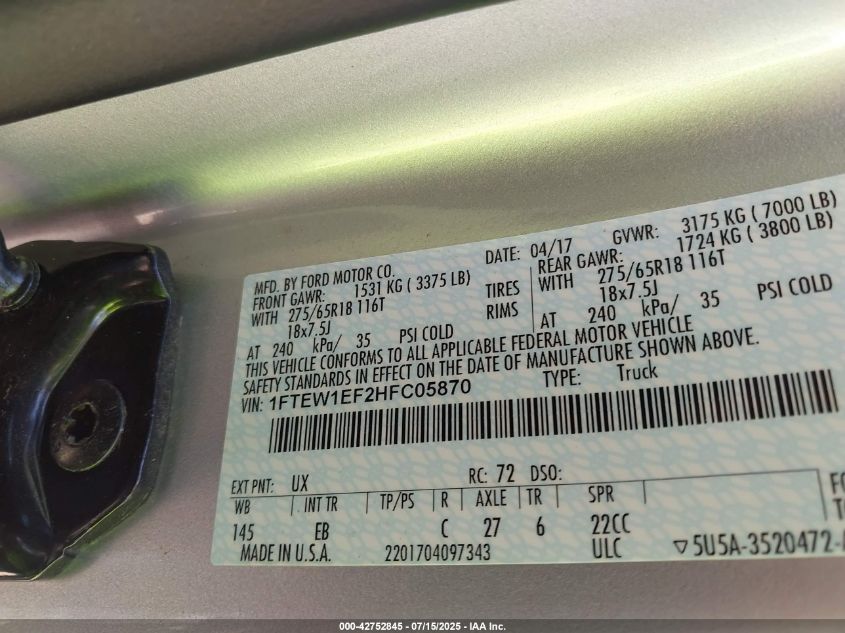 MFD. BY FORD MOTOR CO. DATE: 04/17 GVWR: 3175 KG ( 7000 LB)
FRONT GAWR: 1531 KG ( 3375 LB) REAR GAWR: 1724 KG ( 3800 LB)
WITH 275/65R18 116T TIRES WITH 275/65R18 116T
18x7.5J RIMS 18x7.5J
AT 240 kPa/ 35 PSI COLD AT 240 kPa/ 35 PSI COLD
THIS VEHICLE CONFORMS TO ALL APPLICABLE FEDERAL MOTOR VEHICLE
SAFETY STANDARDS IN EFFECT ON THE DATE OF MANUFACTURE SHOWN ABOVE.
VIN: 1FTEW1EF2HFC05870 TYPE: Truck
EXT PNT: UX RC: 72 DSO:
WB INT TR TP/PS R AXLE TR SPR
145 EB C 27 6 22CC
MADE IN U.S.A. 2201704097343 ULC ▽5U5A-3520472-
000-42752845 - 07/15/2025 - IAA Inc.